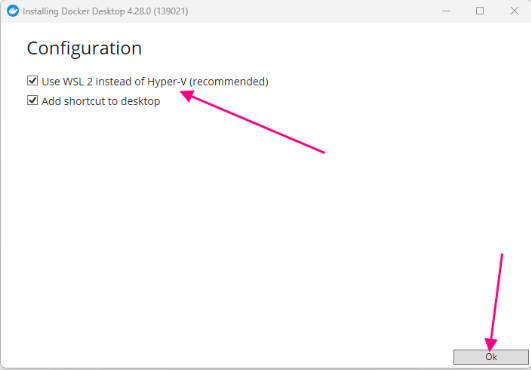 Installing Docker Desktop 4.28.0 (139021)
Configuration
Use WSL 2 instead of Hyper-V (recommended)
Add shortcut to desktop
Ok